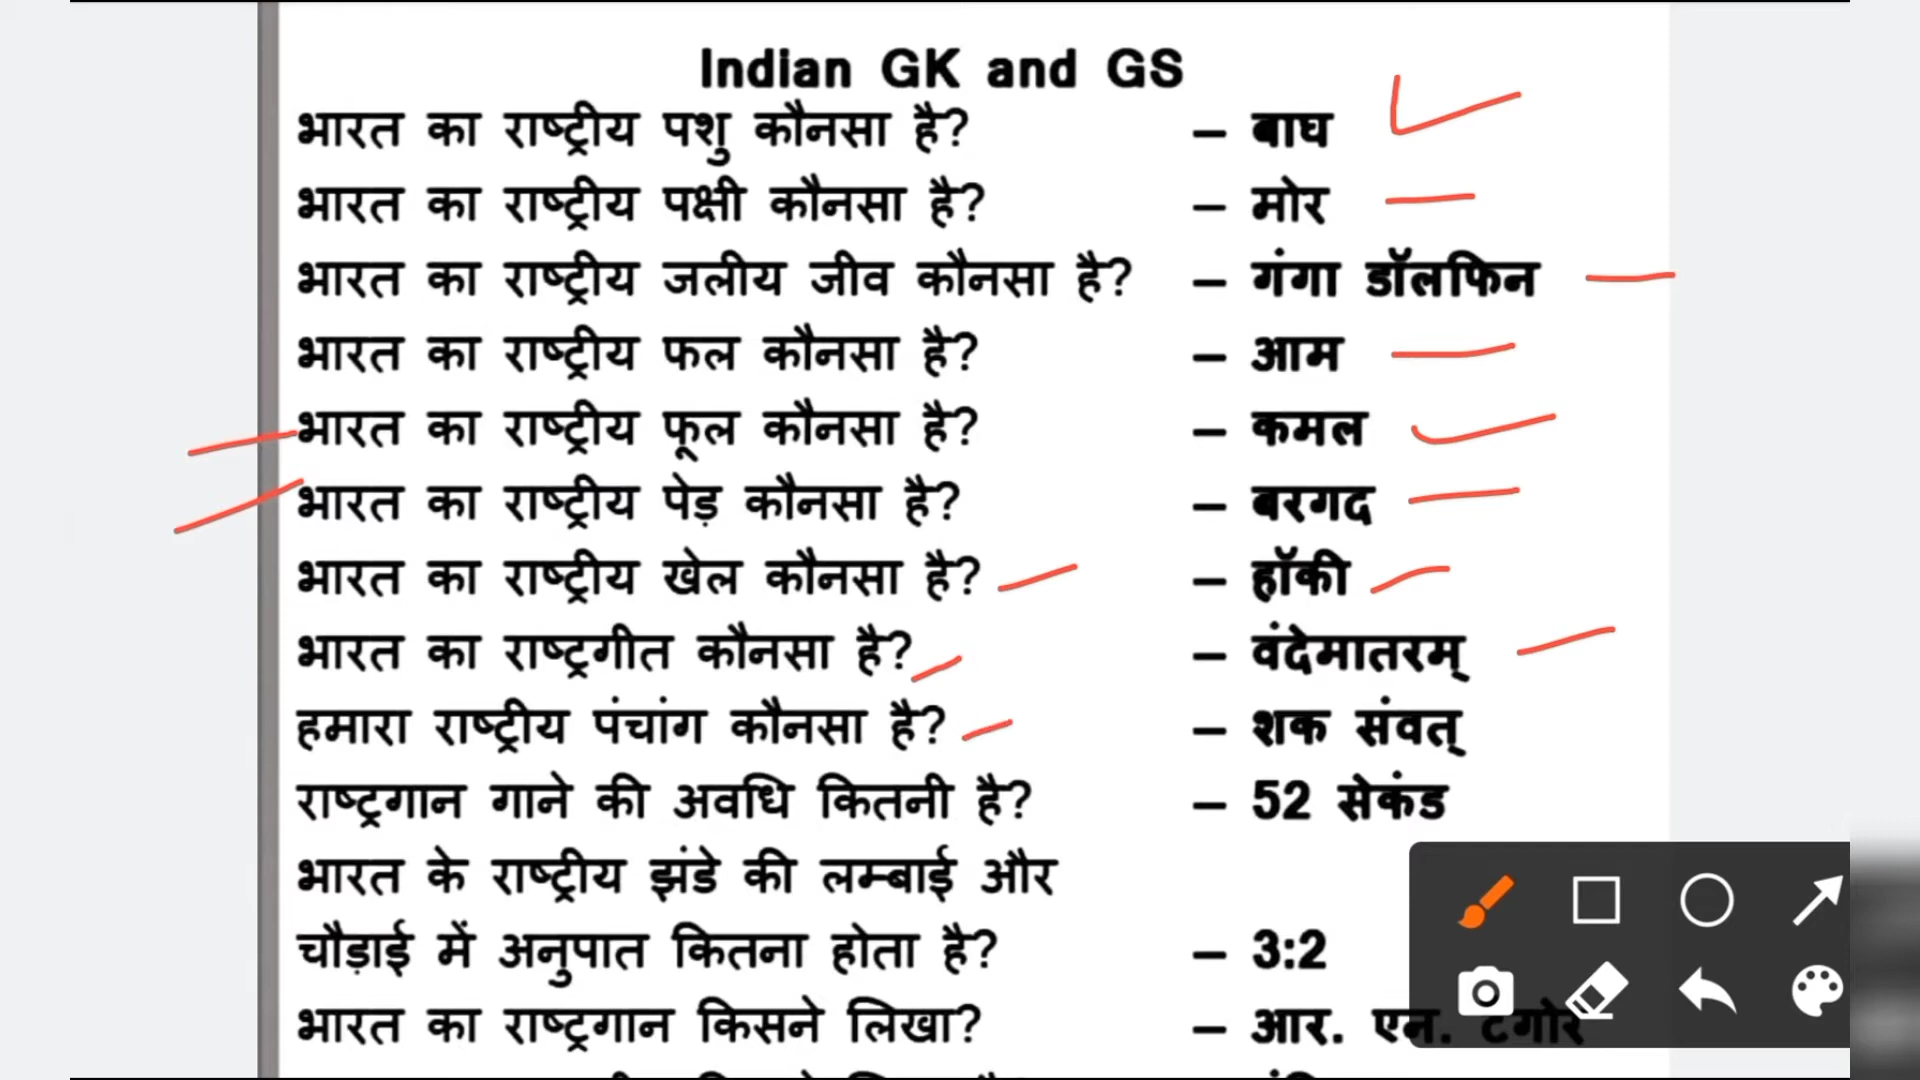 Indian GK and GS
भारत का राष्ट्रीय पशु कौनसा है? – बाघ
भारत का राष्ट्रीय पक्षी कौनसा है? – मोर
भारत का राष्ट्रीय जलीय जीव कौनसा है? – गंगा डॉलफिन
भारत का राष्ट्रीय फल कौनसा है? – आम
भारत का राष्ट्रीय फूल कौनसा है? – कमल
भारत का राष्ट्रीय पेड़ कौनसा है? – बरगद
भारत का राष्ट्रीय खेल कौनसा है? – हॉकी
भारत का राष्ट्रगीत कौनसा है? – वंदेमातरम्
हमारा राष्ट्रीय पंचांग कौनसा है? – शक संवत्
राष्ट्रगान गाने की अवधि कितनी है? – 52 सेकंड
भारत के राष्ट्रीय झंडे की लम्बाई और
चौड़ाई में अनुपात कितना होता है? – 3:2
भारत का राष्ट्रगान किसने लिखा? – आर. एन. टेगोर